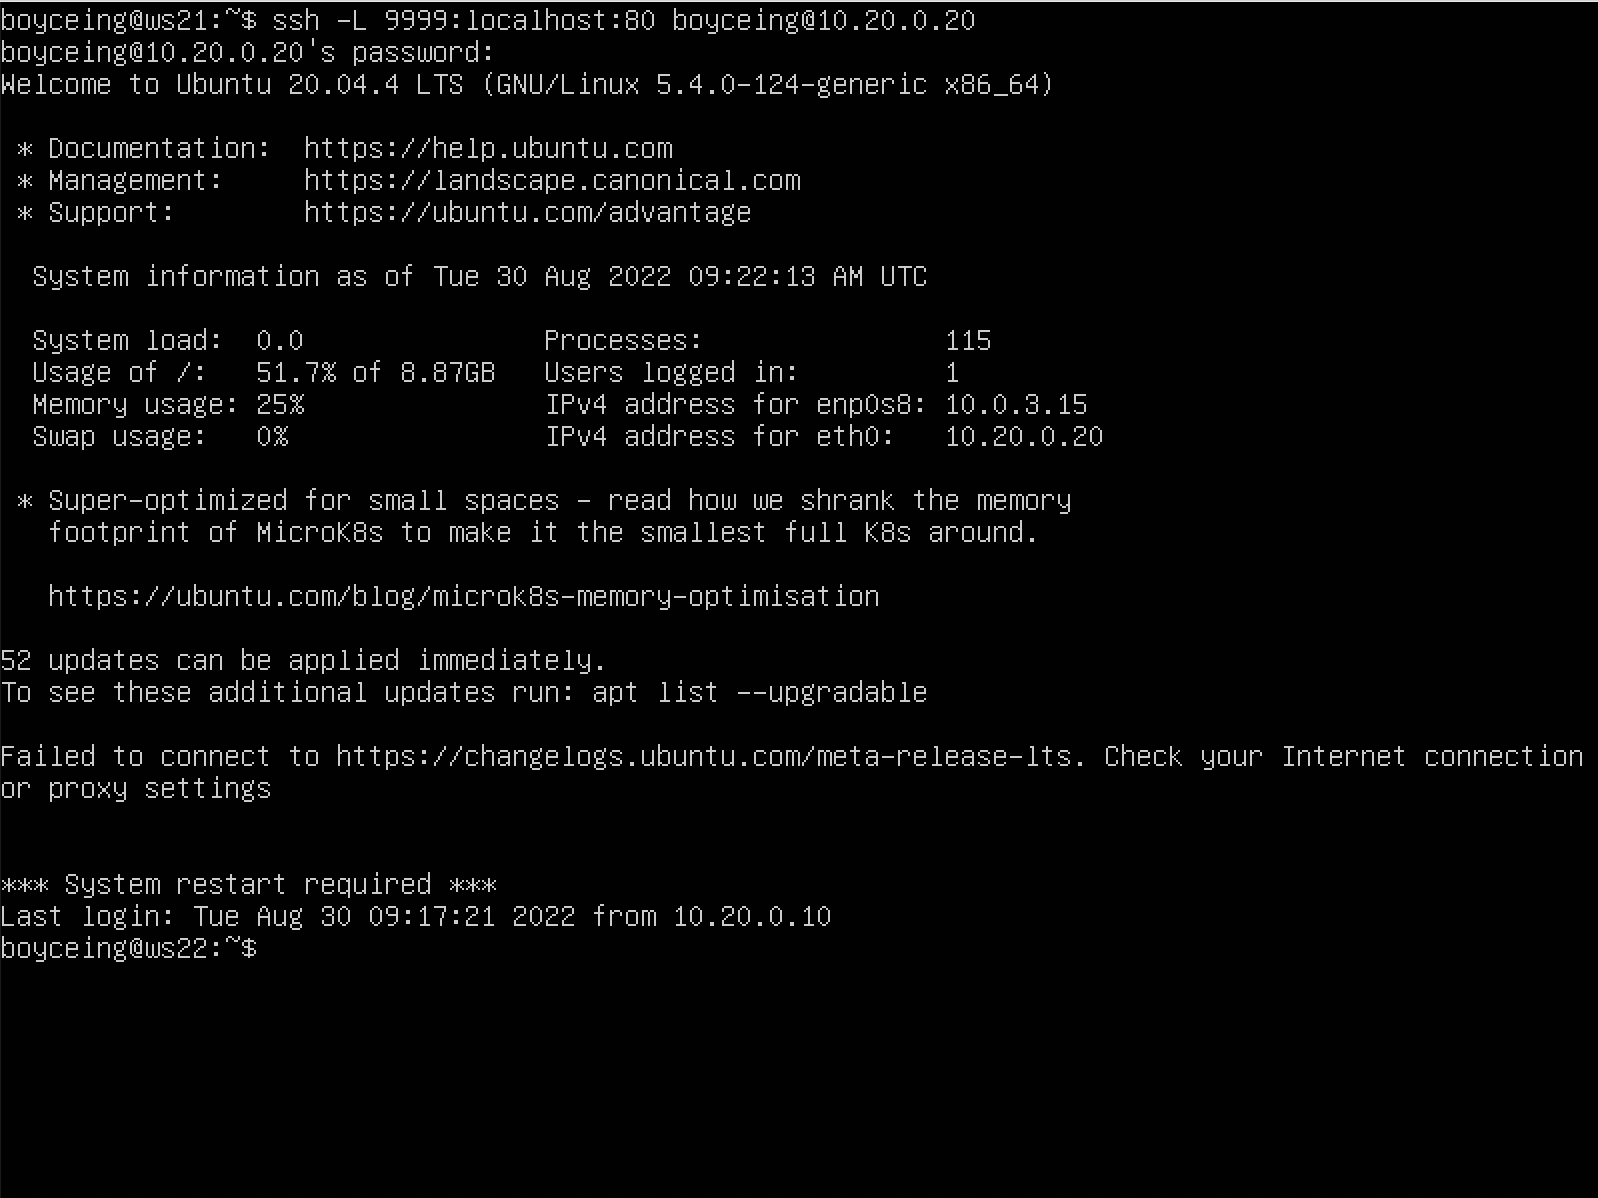 boyceing@ws21:~$ ssh -L 9999:localhost:80 boyceing@10.20.0.20
boyceing@10.20.0.20's password:
Welcome to Ubuntu 20.04.4 LTS (GNU/Linux 5.4.0-124-generic x86_64)

 * Documentation:  https://help.ubuntu.com
 * Management:     https://landscape.canonical.com
 * Support:        https://ubuntu.com/advantage

  System information as of Tue 30 Aug 2022 09:22:13 AM UTC

  System load:  0.0               Processes:               115
  Usage of /:   51.7% of 8.87GB   Users logged in:         1
  Memory usage: 25%               IPv4 address for enp0s8: 10.0.3.15
  Swap usage:   0%                IPv4 address for eth0:   10.20.0.20

 * Super-optimized for small spaces - read how we shrank the memory
   footprint of MicroK8s to make it the smallest full K8s around.

   https://ubuntu.com/blog/microk8s-memory-optimisation

52 updates can be applied immediately.
To see these additional updates run: apt list --upgradable

Failed to connect to https://changelogs.ubuntu.com/meta-release-lts. Check your Internet connection
or proxy settings


*** System restart required ***
Last login: Tue Aug 30 09:17:21 2022 from 10.20.0.10
boyceing@ws22:~$